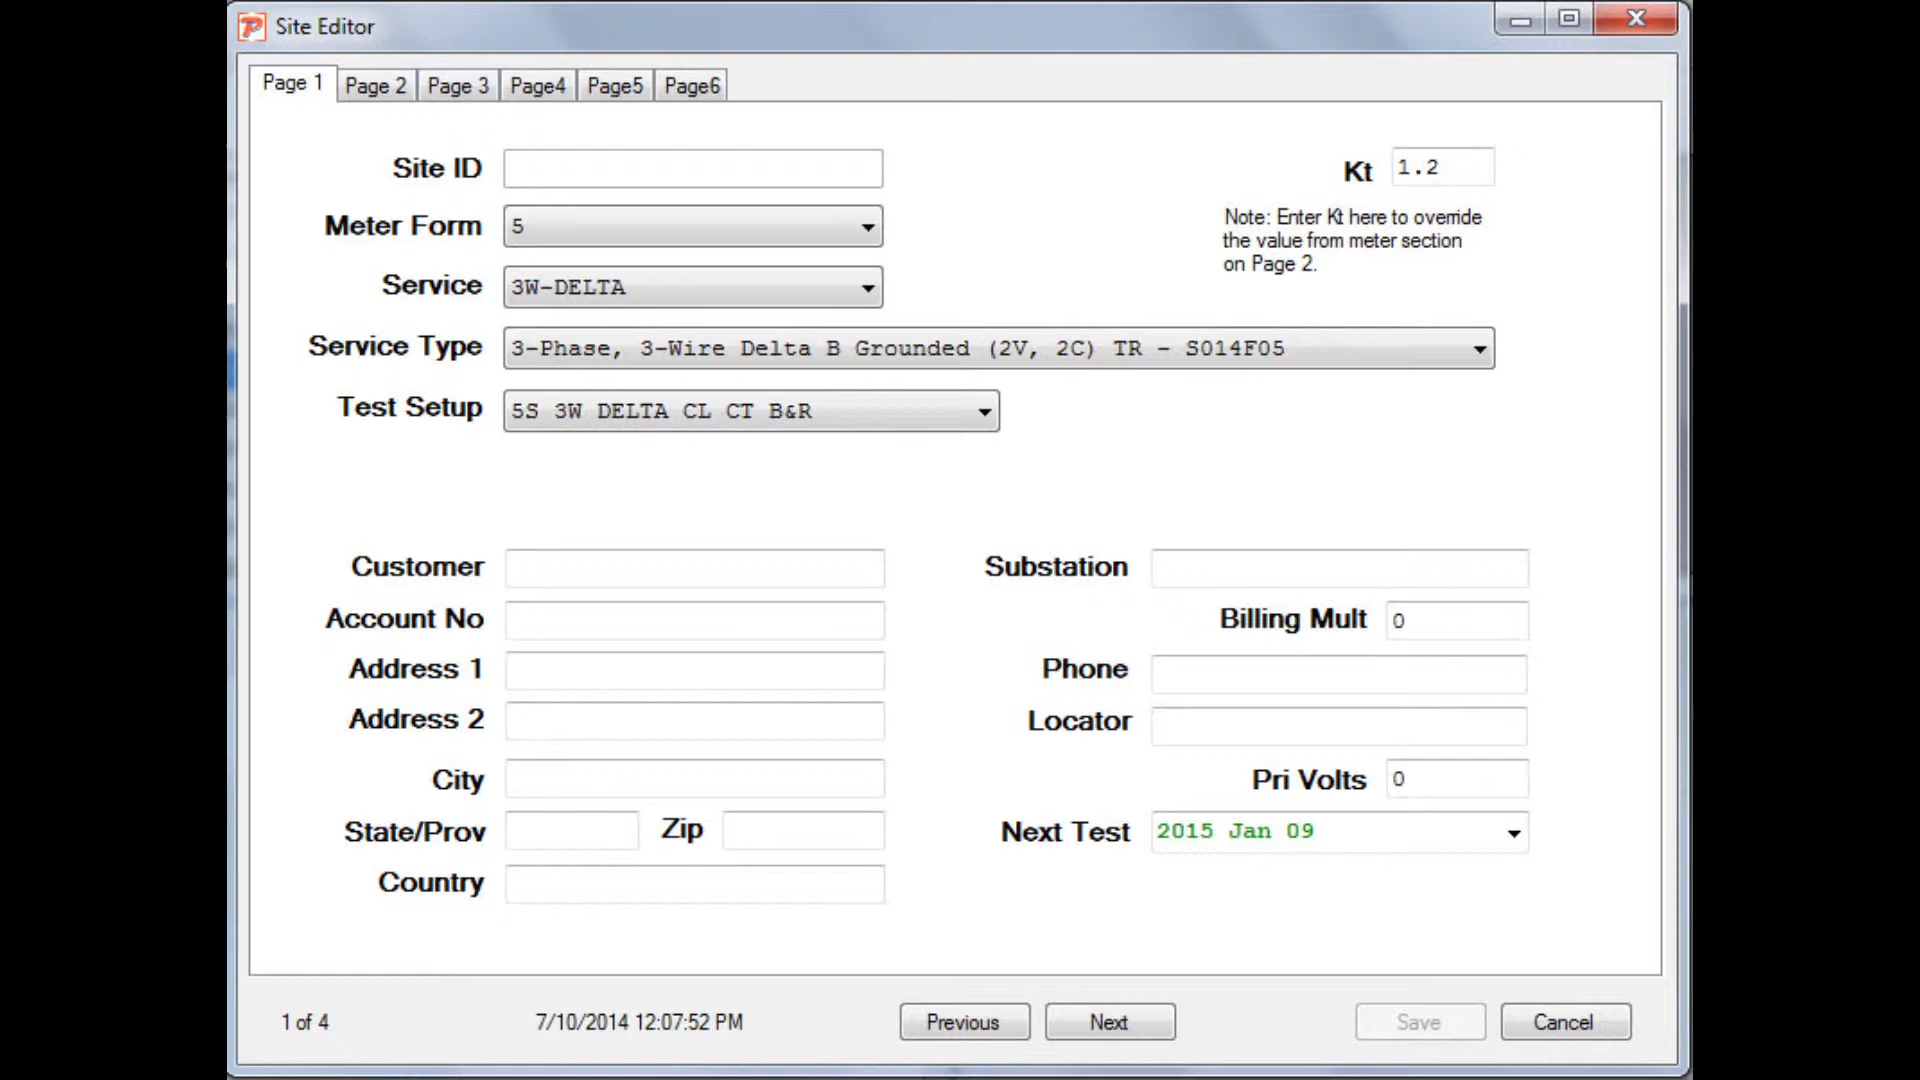 Site Editor
Page 1 Page 2 Page 3 Page4 Page5 Page6
Site ID
Kt 1.2
Note: Enter Kt here to override
the value from meter section
on Page 2.
Meter Form 5
Service 3W-DELTA
Service Type 3-Phase, 3-Wire Delta B Grounded (2V, 2C) TR - S014F05
Test Setup 5S 3W DELTA CL CT B&R
Customer
Substation
Account No
Billing Mult 0
Address 1
Phone
Address 2
Locator
City
Pri Volts 0
State/Prov Zip
Next Test 2015 Jan 09
Country
1 of 4 7/10/2014 12:07:52 PM Previous Next Save Cancel